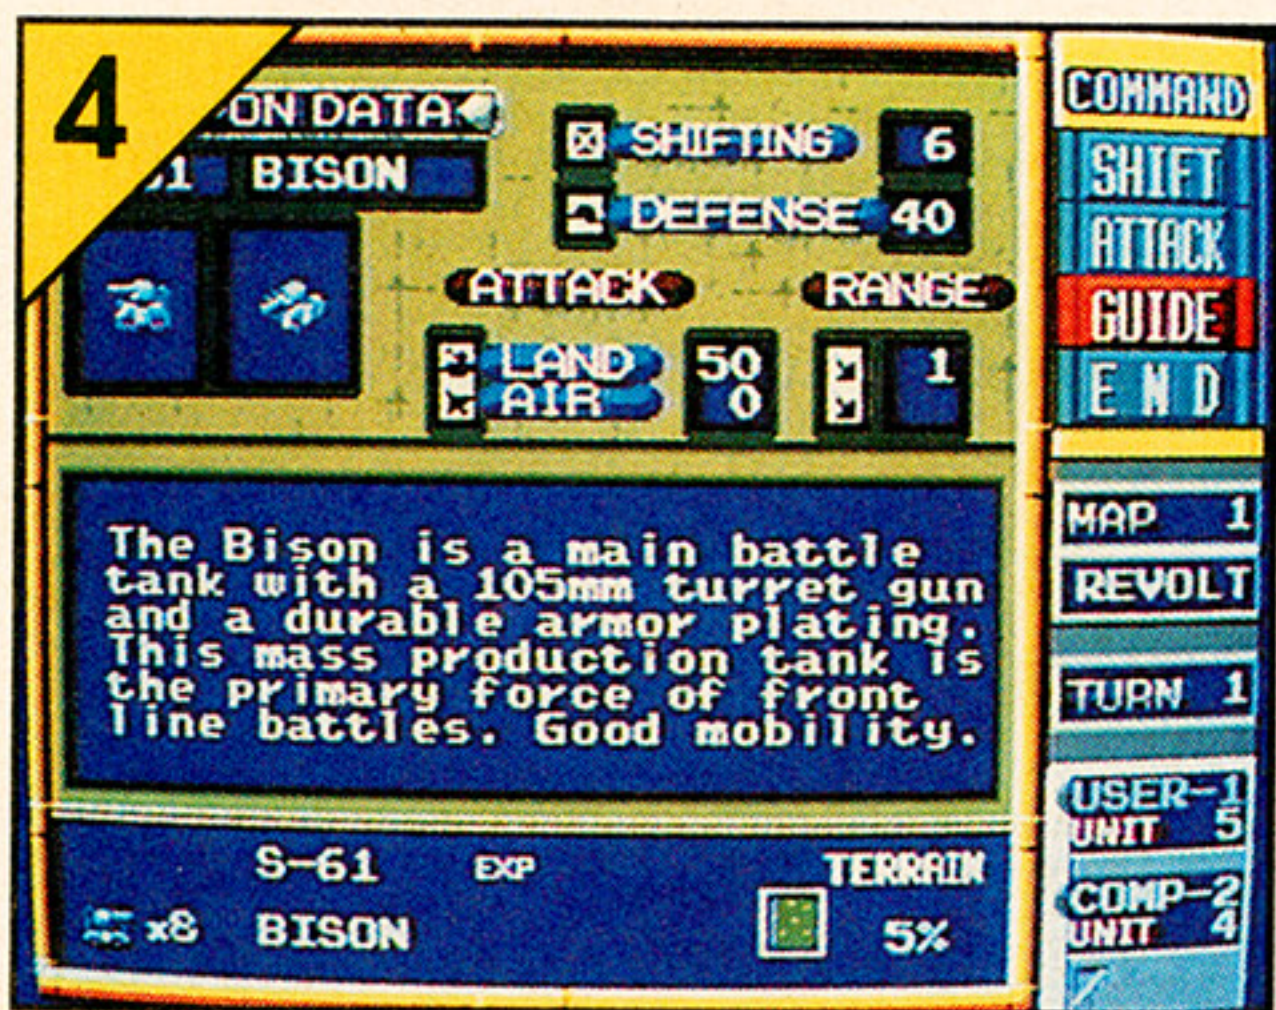 4
ON DATA
SHIFTING 6
61 BISON
DEFENSE 40
ATTACK RANGE
LAND 50 1
AIR 0
The Bison is a main battle
tank with a 105mm turret gun
and a durable armor plating.
This mass production tank is
the primary force of front
line battles. Good mobility.
S-61 EXP TERRAIN
x8 BISON 5%
COMMAND
SHIFT
ATTACK
GUIDE
END
MAP 1
REVOLT
TURN 1
USER-1
UNIT 5
COMP-2
UNIT 4